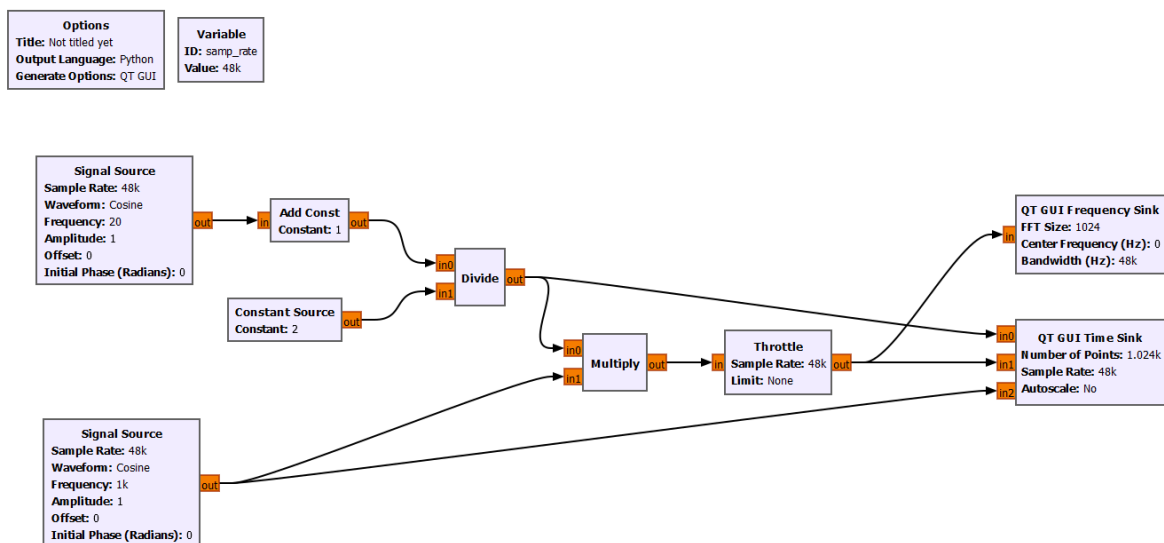 Options
Title: Not titled yet
Output Language: Python
Generate Options: QT GUI
Variable
ID: samp_rate
Value: 48k
Signal Source
Sample Rate: 48k
Waveform: Cosine
Frequency: 20
Amplitude: 1
Offset: 0
Initial Phase (Radians): 0
out
in
Add Const
Constant: 1
out
in0
in1
Divide
out
Constant Source
Constant: 2
out
in0
in1
Multiply
out
in
Throttle
Sample Rate: 48k
Limit: None
out
in
QT GUI Frequency Sink
FFT Size: 1024
Center Frequency (Hz): 0
Bandwidth (Hz): 48k
in0
in1
in2
QT GUI Time Sink
Number of Points: 1.024k
Sample Rate: 48k
Autoscale: No
Signal Source
Sample Rate: 48k
Waveform: Cosine
Frequency: 1k
Amplitude: 1
Offset: 0
Initial Phase (Radians): 0
out